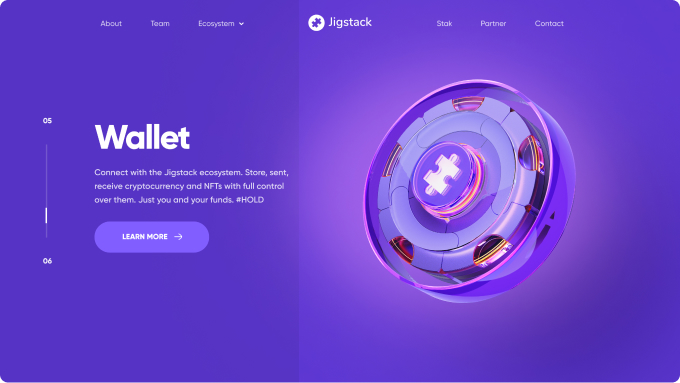 About Team Ecosystem Jigstack Stak Partner Contact
05
Wallet
Connect with the Jigstack ecosystem. Store, sent,
receive cryptocurrency and NFTs with full control
over them. Just you and your funds. #HOLD
LEARN MORE
06